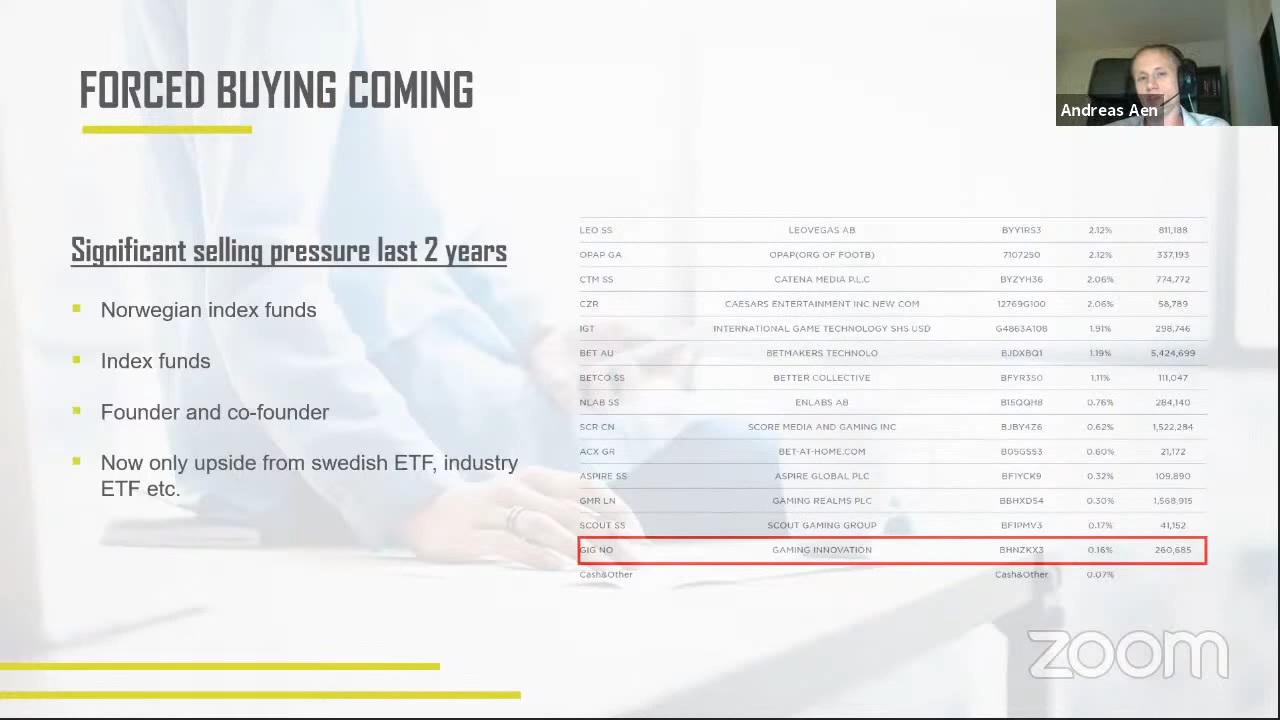 FORCED BUYING COMING
Andreas Aen
Significant selling pressure last 2 years
Norwegian index funds
Index funds
Founder and co-founder
Now only upside from swedish ETF, industry
ETF etc.
LEO SS LEOVEGAS AB BYY1RS3 2.12% 811,188
OPAP GA OPAP(ORG OF FOOTB) 7107250 2.12% 337,193
CTM SS CATENA MEDIA P.L.C BYZYH36 2.06% 774,772
CZR CAESARS ENTERTAINMENT INC NEW COM 12769G100 2.06% 58,789
IGT INTERNATIONAL GAME TECHNOLOGY SHS USD G4863A108 1.91% 298,746
BET AU BETMAKERS TECHNOLO BJDXBQ1 1.19% 5,424,699
BETCO SS BETTER COLLECTIVE BFYR3S0 1.11% 111,047
NLAB SS ENLABS AB B15QQH8 0.76% 284,140
SCR CN SCORE MEDIA AND GAMING INC BJBY4Z6 0.62% 1,522,284
ACX GR BET-AT-HOME.COM B05GS53 0.60% 21,172
ASPIRE SS ASPIRE GLOBAL PLC BF1YCK9 0.32% 109,890
GMR LN GAMING REALMS PLC BBHXD54 0.30% 1,568,915
SCOUT SS SCOUT GAMING GROUP BF1PMV3 0.17% 41,152
GIG NO GAMING INNOVATION BHNZKX3 0.16% 260,685
Cash&Other Cash&Other 0.07%
zoom